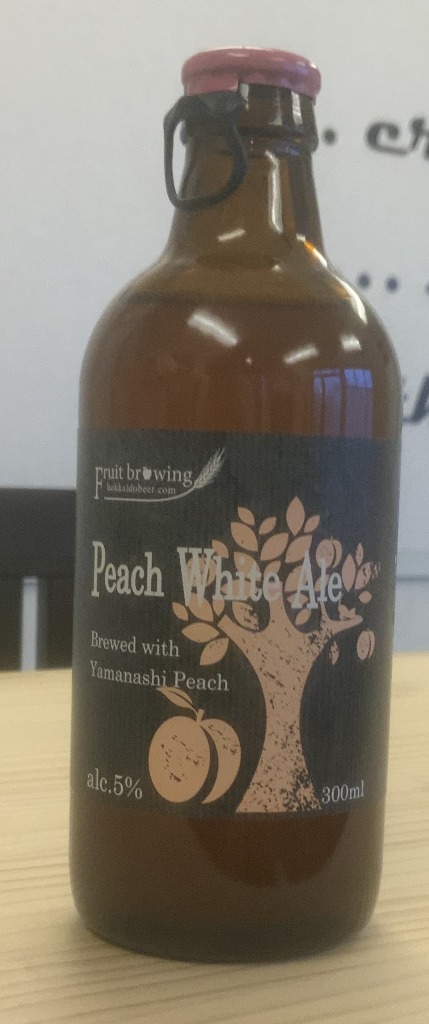 Fruit brewing
hokkaidobeer.com
Peach White Ale
Brewed with
Yamanashi Peach
alc.5%
300ml